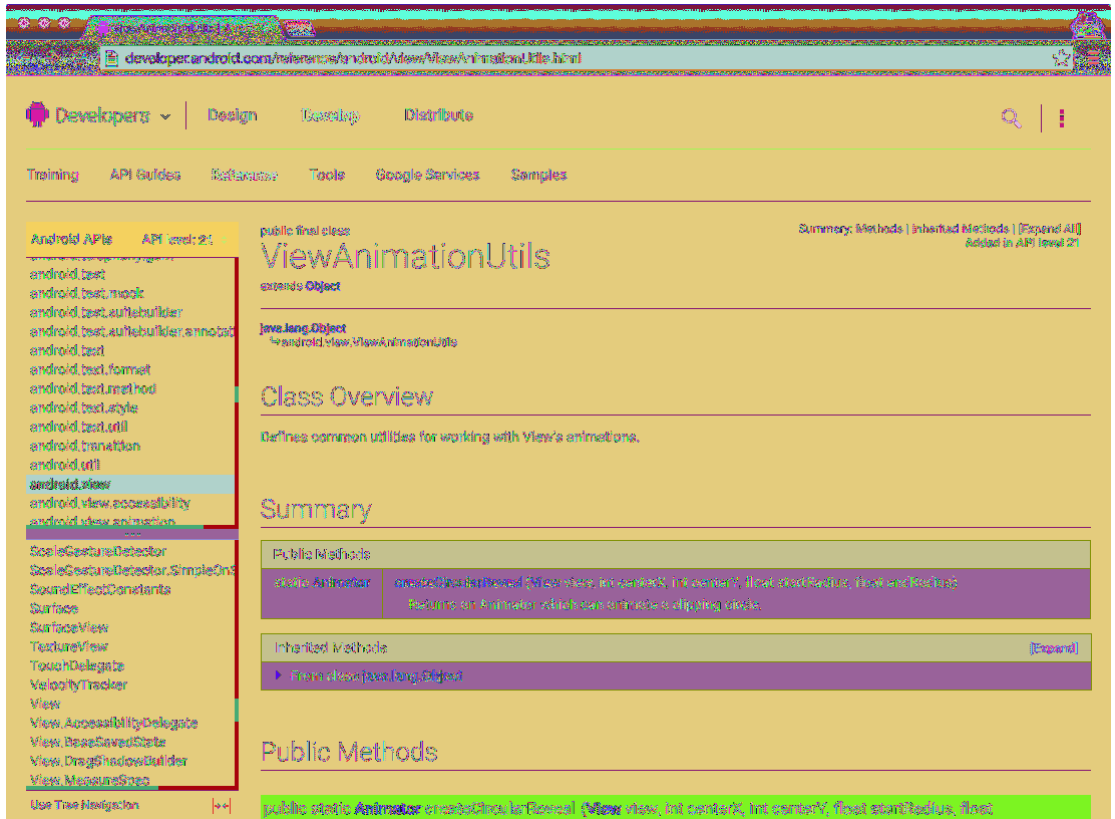 developer.android.com/reference/android/view/ViewAnimationUtils.html
Developers
Design
Develop
Distribute
Training
API Guides
Reference
Tools
Google Services
Samples
Android APIs
API level: 21
android.test
android.test.mock
android.test.suitebuilder
android.test.suitebuilder.annotat
android.text
android.text.format
android.text.method
android.text.style
android.text.util
android.transition
android.util
android.view
android.view.accessibility
android.view.animation
ScaleGestureDetector
ScaleGestureDetector.SimpleOnS
SoundEffectConstants
Surface
SurfaceView
TextureView
TouchDelegate
VelocityTracker
View
View.AccessibilityDelegate
View.BaseSavedState
View.DragShadowBuilder
View.MeasureSpec
Use Tree Navigation
public final class
Summary: Methods | Inherited Methods | [Expand All]
Added in API level 21
ViewAnimationUtils
extends Object
java.lang.Object
↳android.view.ViewAnimationUtils
Class Overview
Defines common utilities for working with View's animations.
Summary
Public Methods
static Animator
createCircularReveal (View view, int centerX, int centerY, float startRadius, float endRadius)
Returns an Animator which can animate a clipping circle.
Inherited Methods
[Expand]
From class java.lang.Object
Public Methods
public static Animator createCircularReveal (View view, int centerX, int centerY, float startRadius, float